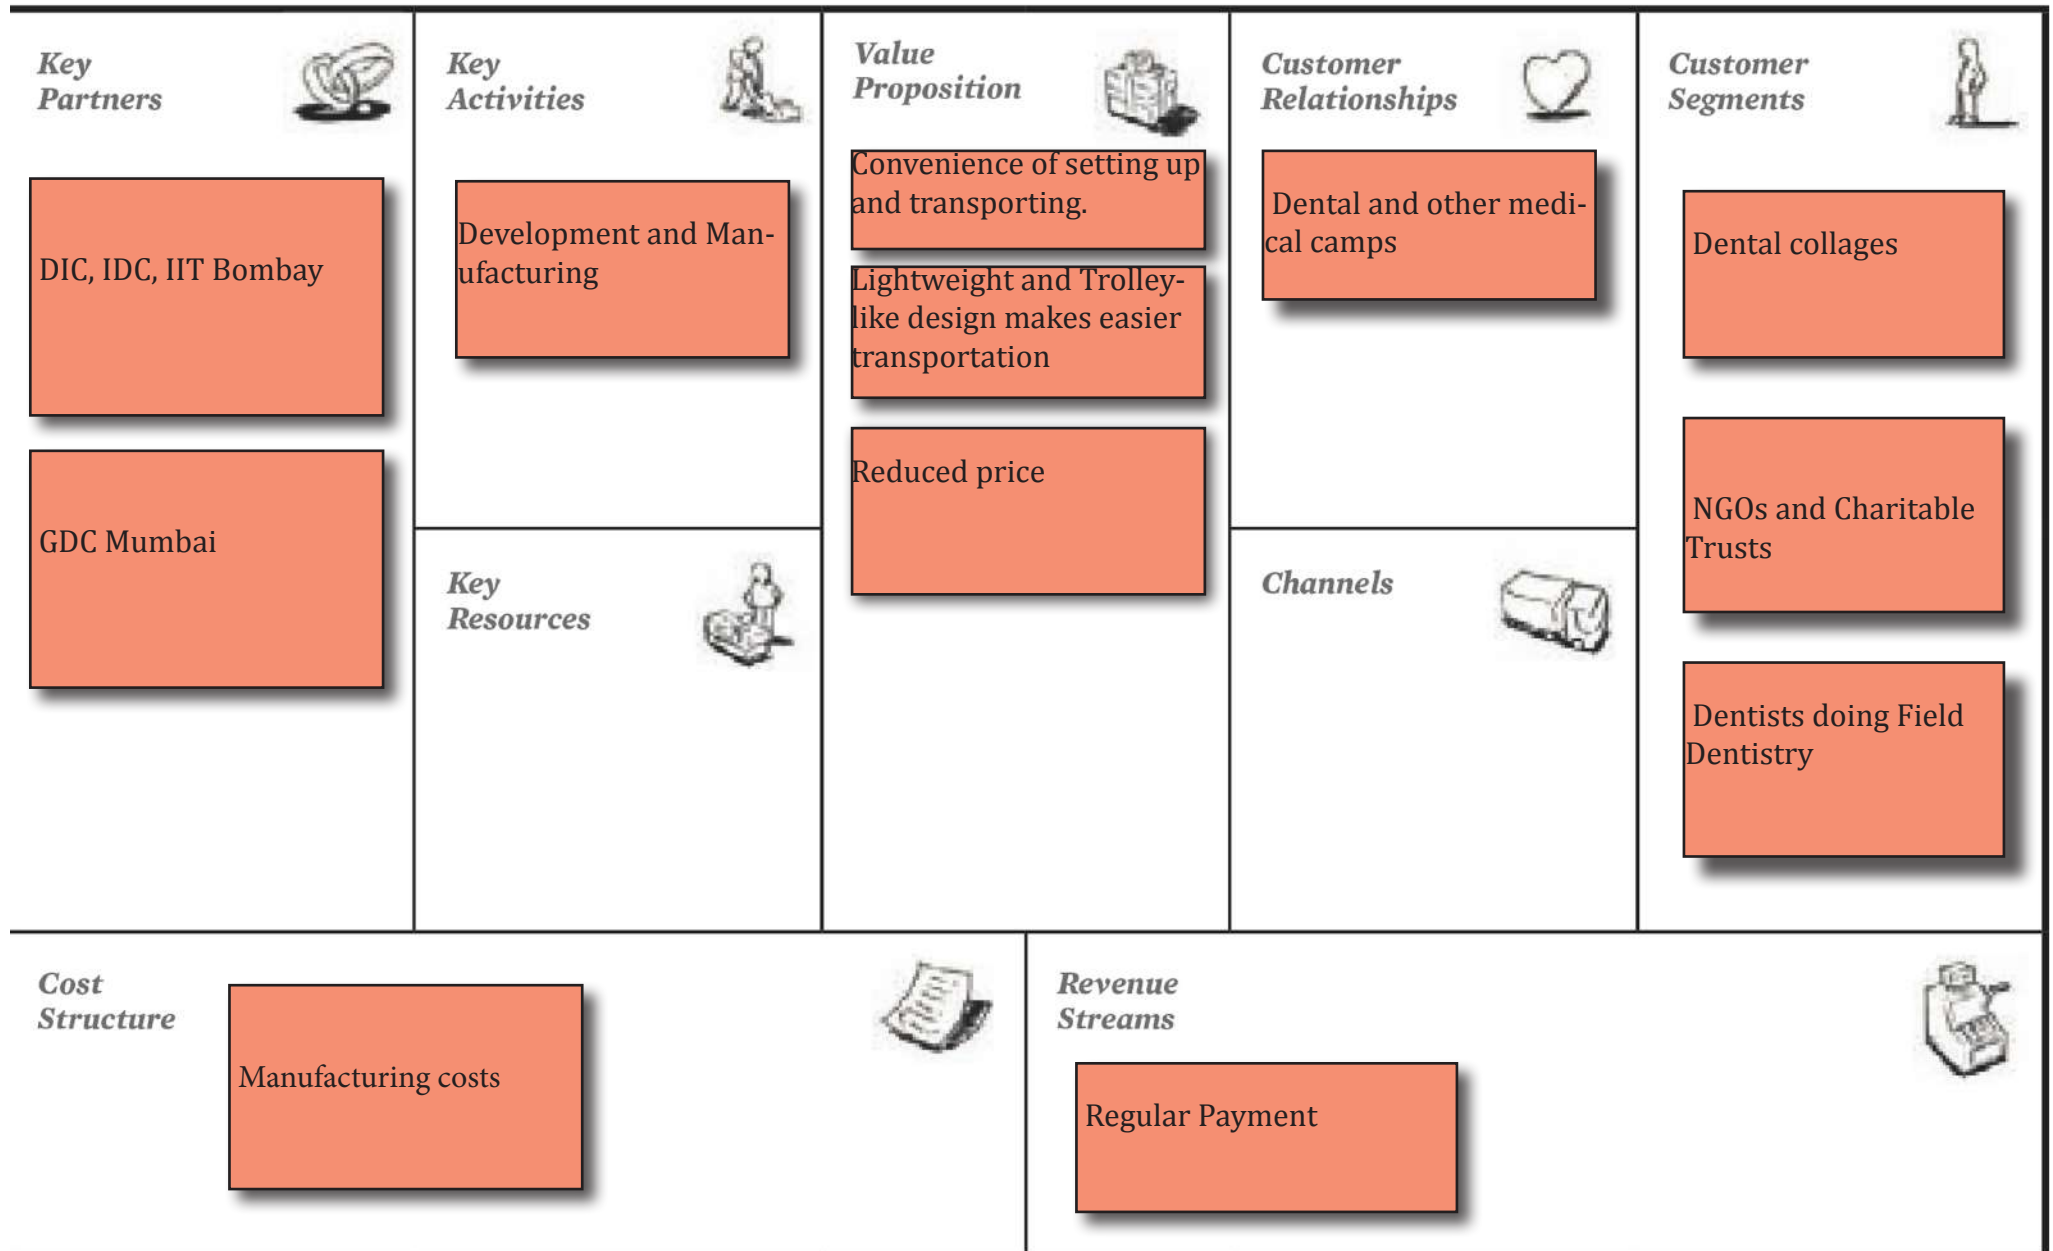 Key
Partners
DIC, IDC, IIT Bombay
GDC Mumbai
Key
Activities
Development and Man-
ufacturing
Key
Resources
Value
Proposition
Convenience of setting up
and transporting.
Lightweight and Trolley-
like design makes easier
transportation
Reduced price
Customer
Relationships
Dental and other medi-
cal camps
Channels
Customer
Segments
Dental collages
NGOs and Charitable
Trusts
Dentists doing Field
Dentistry
Cost
Structure
Manufacturing costs
Revenue
Streams
Regular Payment